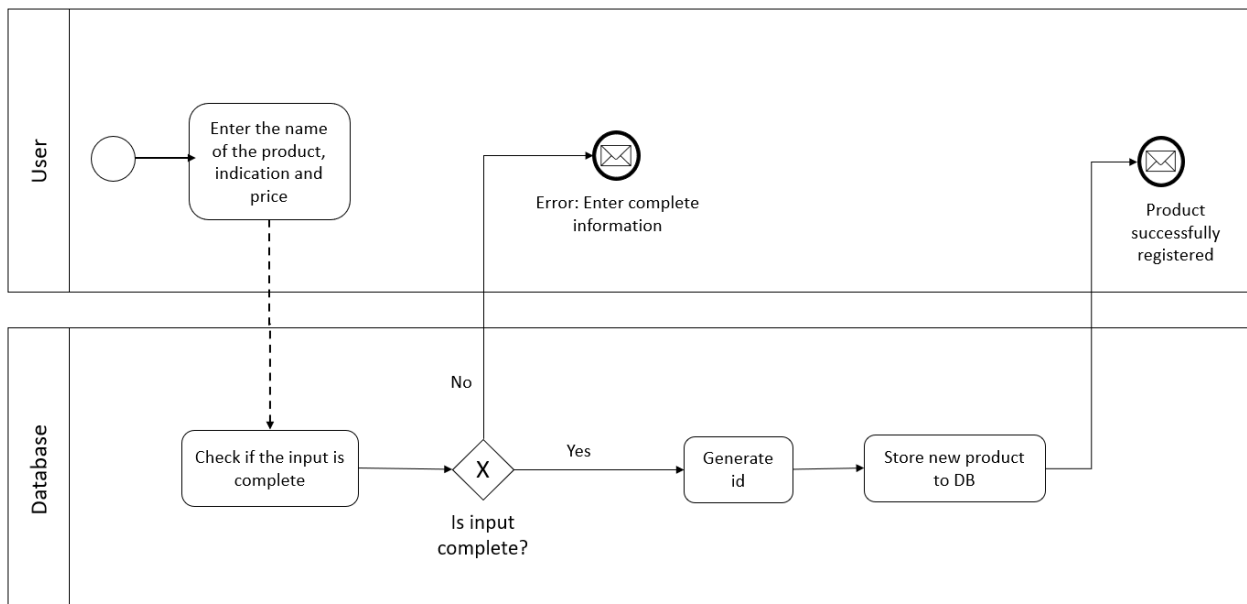 User
Enter the name
of the product,
indication and
price
Error: Enter complete
information
Product
successfully
registered
Database
Check if the input is
complete
No
X
Is input
complete?
Yes
Generate
id
Store new product
to DB